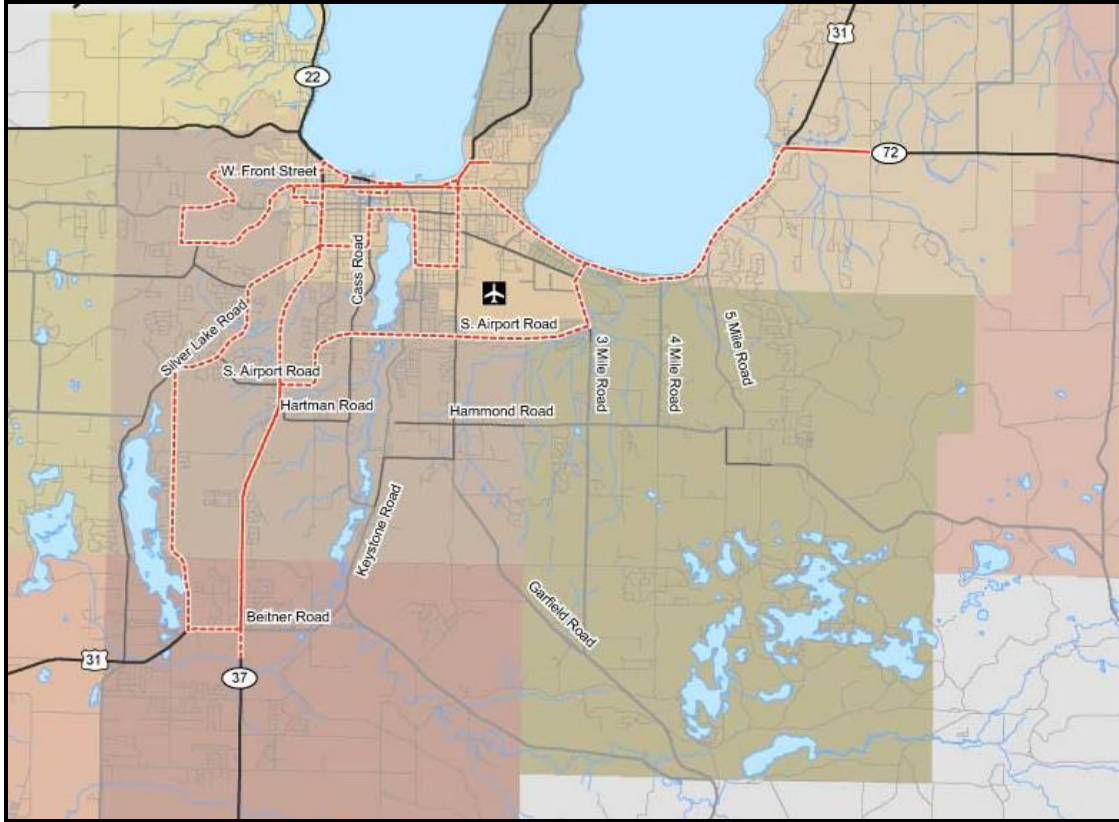 31
22
72
W. Front Street
Cass Road
S. Airport Road
Silver Lake Road
5 Mile Road
3 Mile Road
4 Mile Road
S. Airport Road
Hartman Road
Hammond Road
Keystone Road
Garfield Road
Beitner Road
31
37